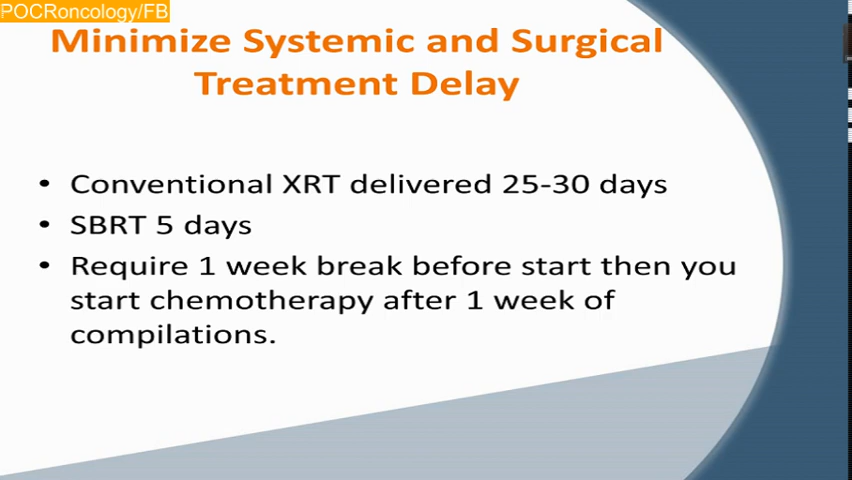 POCRoncology/FB
Minimize Systemic and Surgical
Treatment Delay
• Conventional XRT delivered 25-30 days
• SBRT 5 days
• Require 1 week break before start then you
start chemotherapy after 1 week of
compilations.